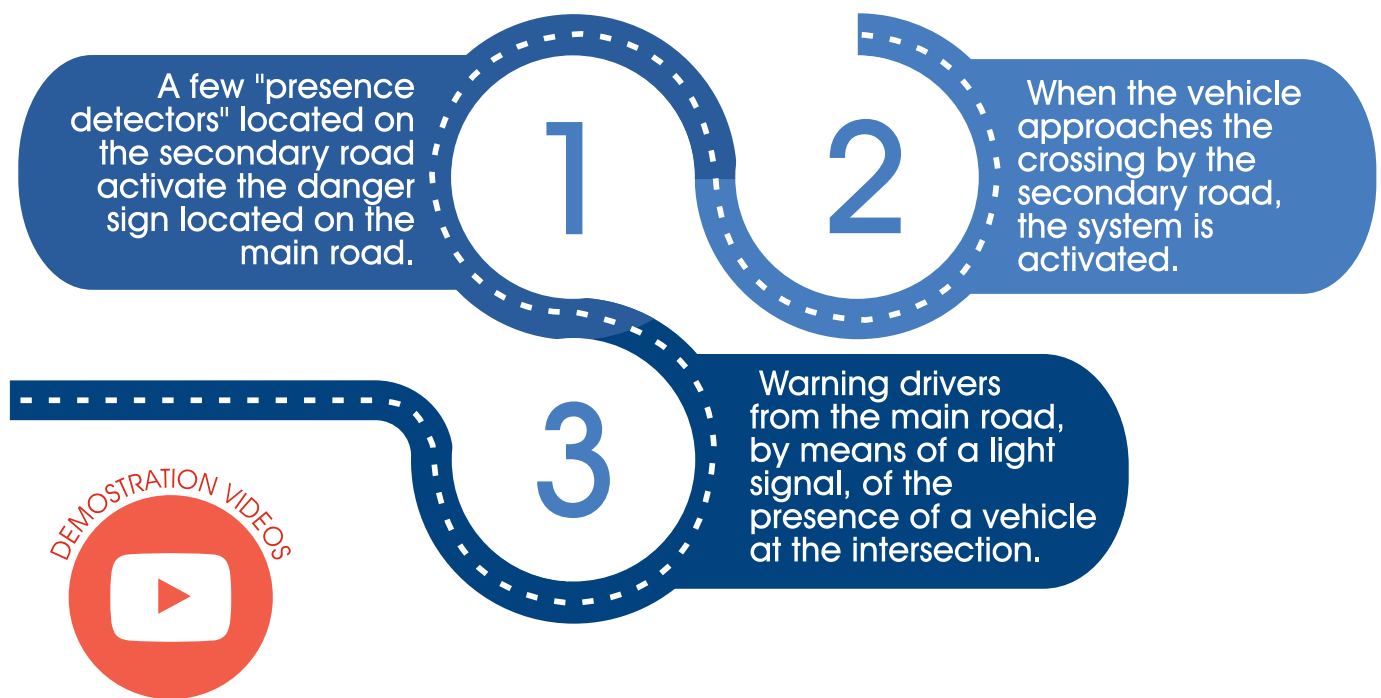 1
A few "presence
detectors" located on
the secondary road
activate the danger
sign located on the
main road.
2
When the vehicle
approaches the
crossing by the
secondary road,
the system is
activated.
3
Warning drivers
from the main road,
by means of a light
signal, of the
presence of a vehicle
at the intersection.
DEMOSTRATION VIDEOS